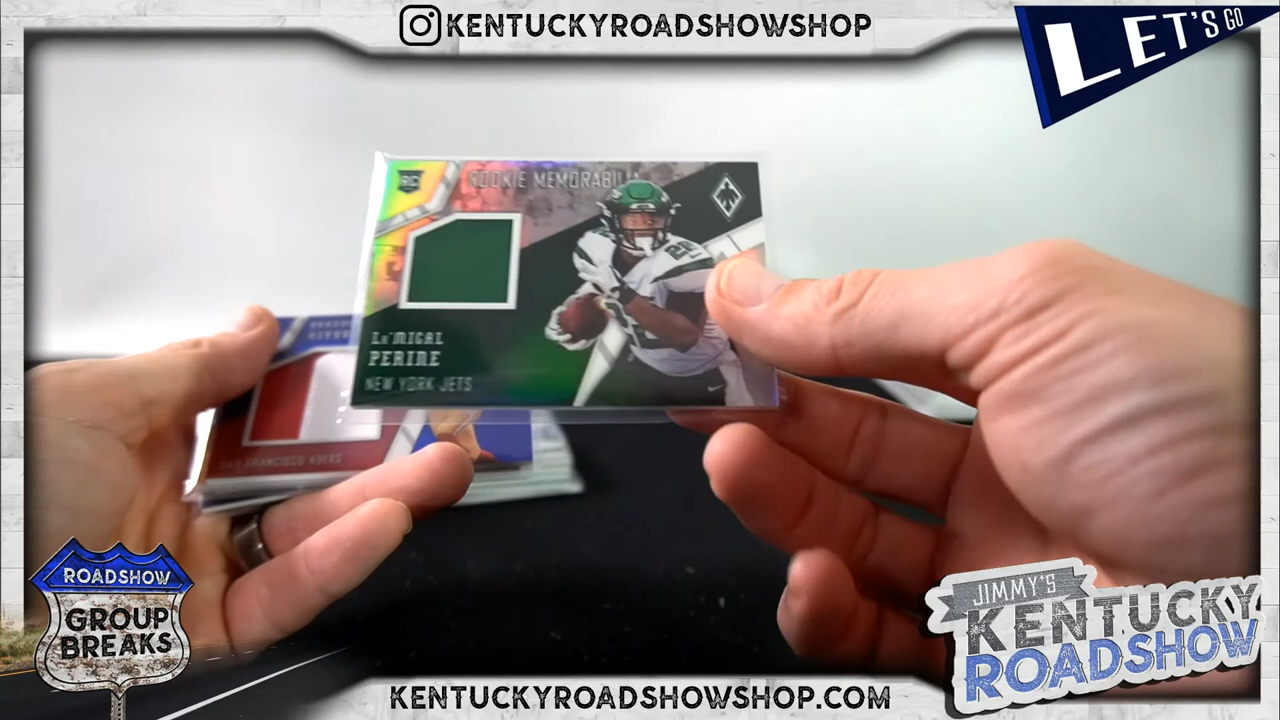 KENTUCKYROADSHOWSHOP
LET'S GO
RC
ROOKIE MEMORABILIA
La'MICAL
PERINE
NEW YORK JETS
SAN FRANCISCO 49ERS
ROADSHOW
GROUP
BREAKS
JIMMY'S
KENTUCKY
ROADSHOW
KENTUCKYROADSHOWSHOP.COM